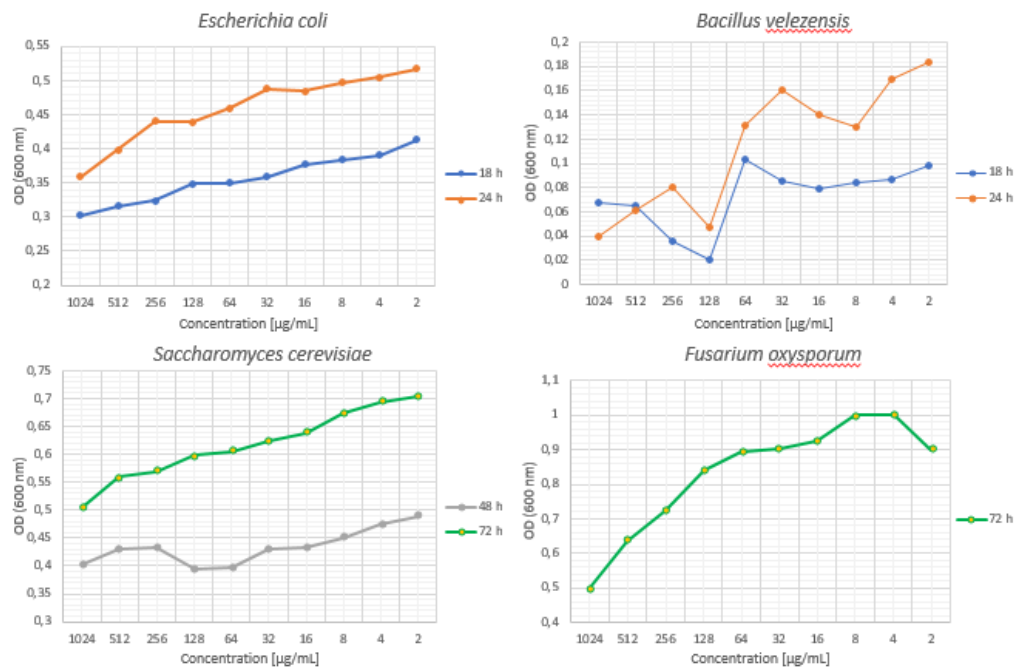 Escherichia coli
0,55
0,5
0,45
0,4
0,35
0,3
0,25
0,2
OD (600 nm)
1024 512 256 128 64 32 16 8 4 2
Concentration [µg/mL]
18 h
24 h
Bacillus velezensis
0,2
0,18
0,16
0,14
0,12
0,1
0,08
0,06
0,04
0,02
0
OD (600 nm)
1024 512 256 128 64 32 16 8 4 2
Concentration [µg/mL]
18 h
24 h
Saccharomyces cerevisiae
0,75
0,7
0,65
0,6
0,55
0,5
0,45
0,4
0,35
0,3
OD (600 nm)
1024 512 256 128 64 32 16 8 4 2
Concentration [µg/mL]
48 h
72 h
Fusarium oxysporum
1,1
1
0,9
0,8
0,7
0,6
0,5
0,4
OD (600 nm)
1024 512 256 128 64 32 16 8 4 2
Concentration [µg/mL]
72 h